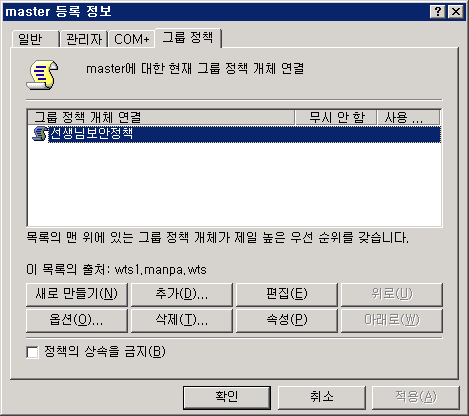 master 등록 정보
일반 관리자 COM+ 그룹 정책
master에 대한 현재 그룹 정책 개체 연결
그룹 정책 개체 연결 무시 안 함 사용 ...
선생님보안정책
목록의 맨 위에 있는 그룹 정책 개체가 제일 높은 우선 순위를 갖습니다.
이 목록의 출처: wts1.manpa.wts
새로 만들기(N) 추가(D)... 편집(E) 위로(U)
옵션(O)... 삭제(T)... 속성(P) 아래로(W)
정책의 상속을 금지(B)
확인 취소 적용(A)